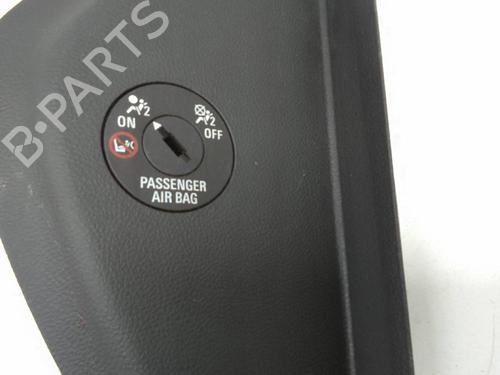 B-PARTS
2
2
ON
OFF
PASSENGER
AIR BAG